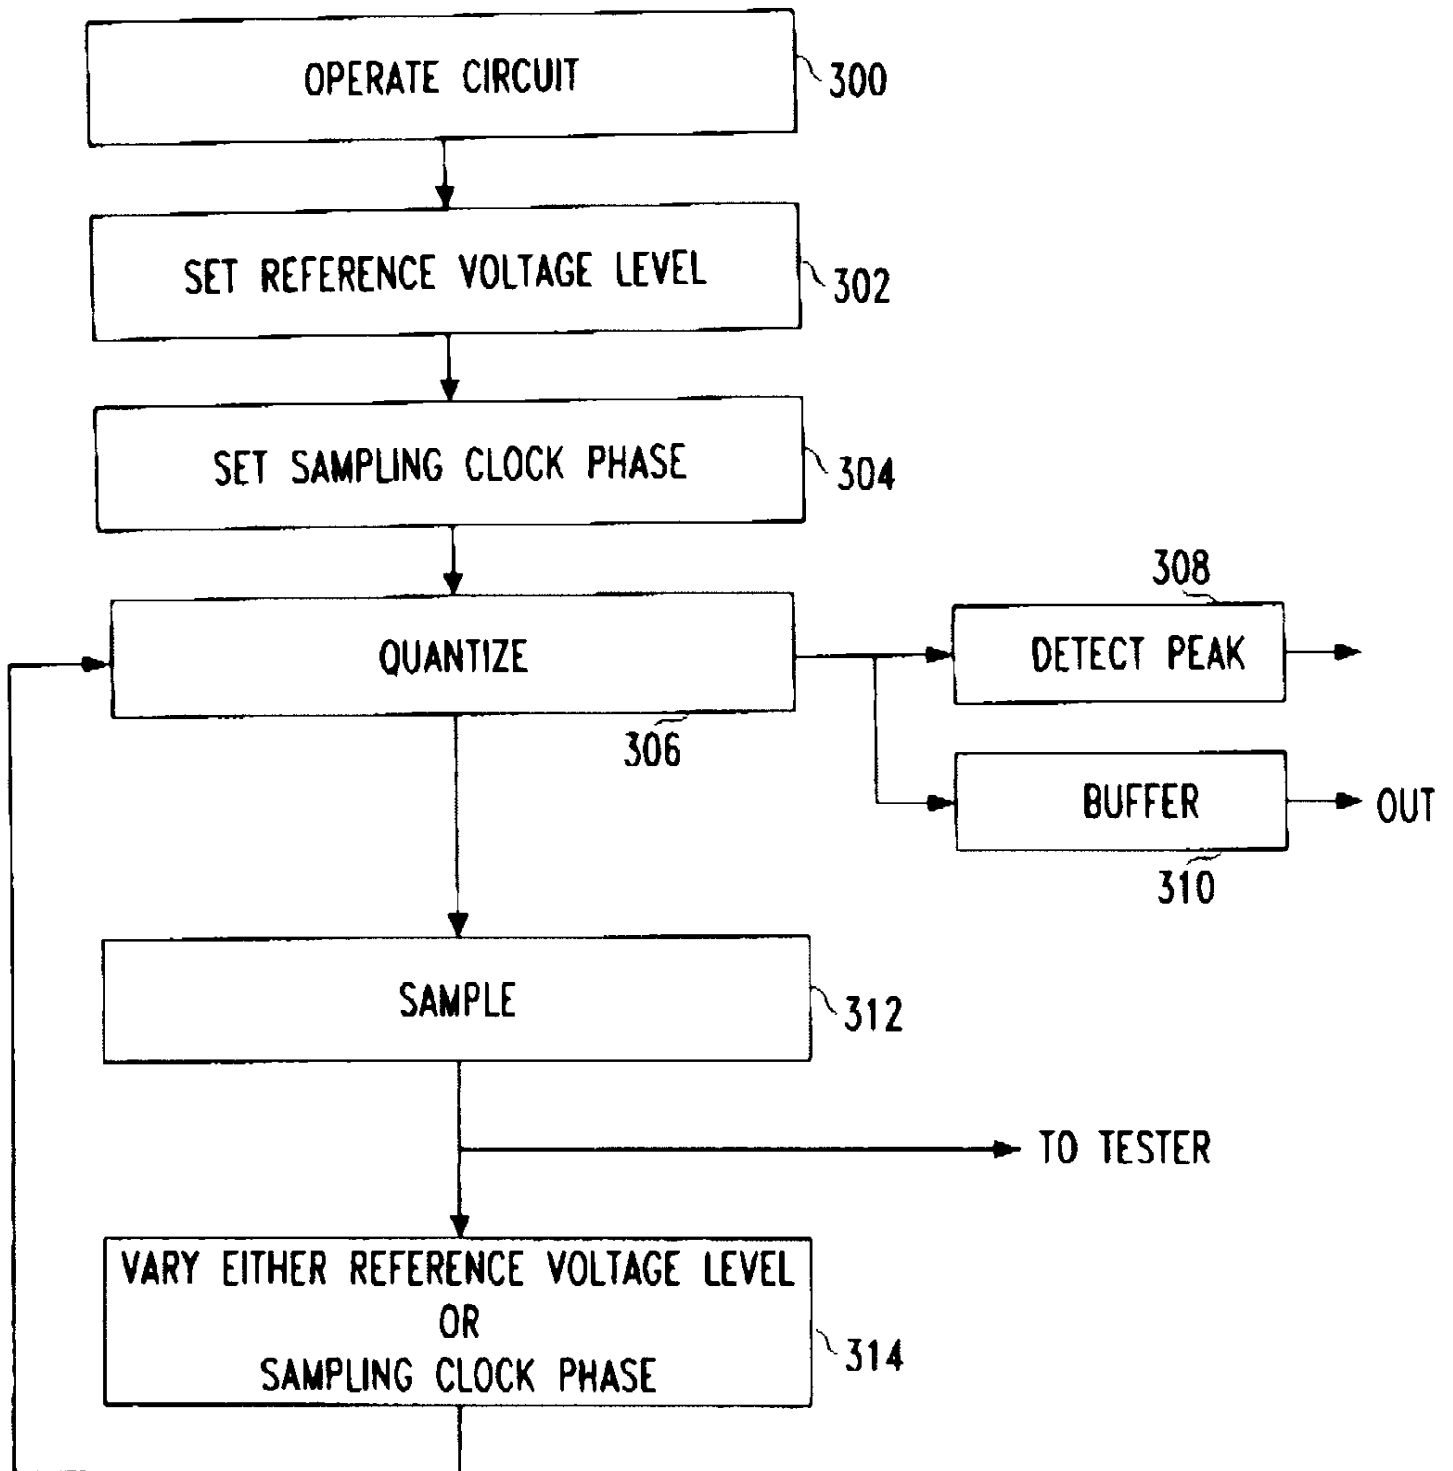 OPERATE CIRCUIT
300
SET REFERENCE VOLTAGE LEVEL
302
SET SAMPLING CLOCK PHASE
304
308
QUANTIZE
DETECT PEAK
306
BUFFER
OUT
310
SAMPLE
312
TO TESTER
VARY EITHER REFERENCE VOLTAGE LEVEL
OR
SAMPLING CLOCK PHASE
314